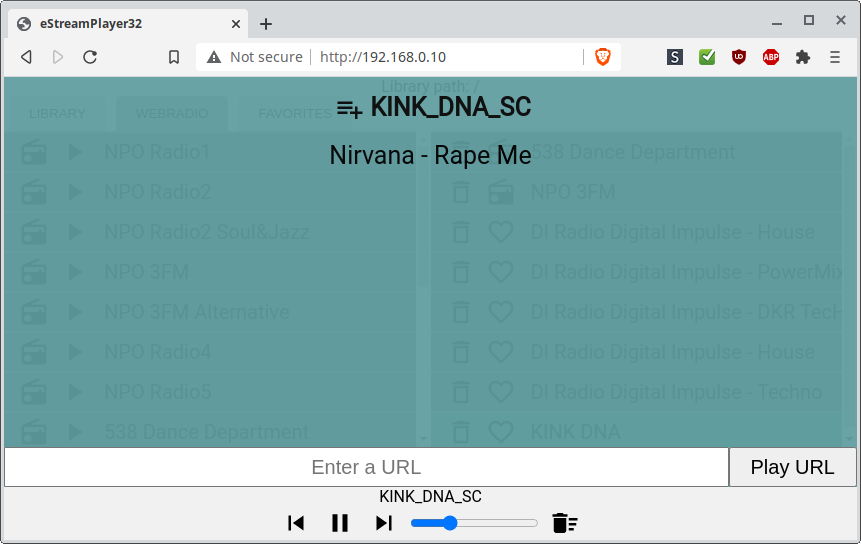 eStreamPlayer32
Not secure
http://192.168.0.10
Library path: /
LIBRARY WEBRADIO FAVORITES
KINK_DNA_SC
Nirvana - Rape Me
NPO Radio1
NPO Radio2
NPO Radio2 Soul&Jazz
NPO 3FM
NPO 3FM Alternative
NPO Radio4
NPO Radio5
538 Dance Department
538 Dance Department
NPO 3FM
DI Radio Digital Impulse - House
DI Radio Digital Impulse - PowerMix
DI Radio Digital Impulse - DKR TecH
DI Radio Digital Impulse - House
DI Radio Digital Impulse - Techno
KINK DNA
Enter a URL
Play URL
KINK_DNA_SC
S
UO
ABP